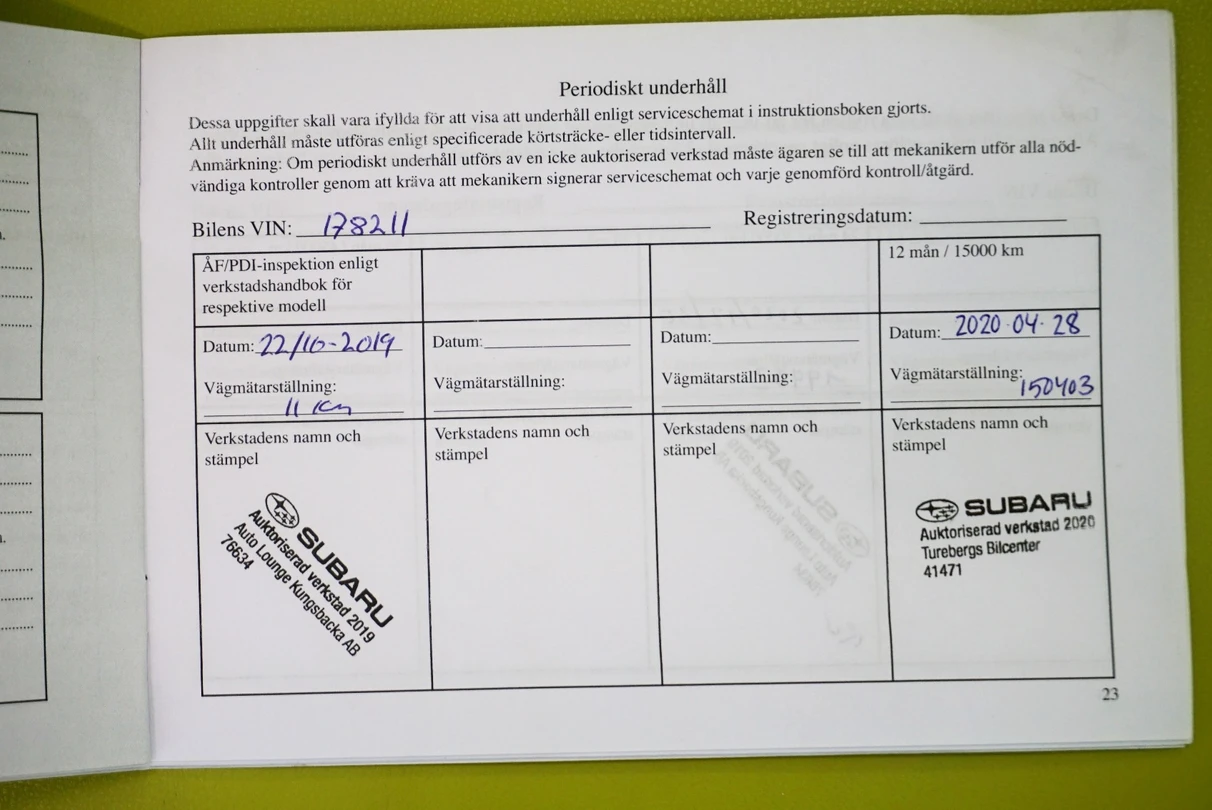 Periodiskt underhåll
Dessa uppgifter skall vara ifyllda för att visa att underhåll enligt serviceschemat i instruktionsboken gjorts.
Allt underhåll måste utföras enligt specificerade körtsträcke- eller tidsintervall.
Anmärkning: Om periodiskt underhåll utförs av en icke auktoriserad verkstad måste ägaren se till att mekanikern utför alla nöd-
vändiga kontroller genom att kräva att mekanikern signerar serviceschemat och varje genomförd kontroll/åtgärd.
Bilens VIN: 178211
Registreringsdatum:
ÅF/PDI-inspektion enligt
verkstadshandbok för
respektive modell
Datum: 22/10-2019
Vägmätarställning:
11 km
Verkstadens namn och
stämpel
SUBARU
Auktoriserad verkstad 2019
Auto Lounge Kungsbacka AB
76634
Datum:
Vägmätarställning:
Verkstadens namn och
stämpel
Datum:
Vägmätarställning:
Verkstadens namn och
stämpel
12 mån / 15000 km
Datum: 2020-04-28
Vägmätarställning:
150403
Verkstadens namn och
stämpel
SUBARU
Auktoriserad verkstad 2020
Turebergs Bilcenter
41471
23